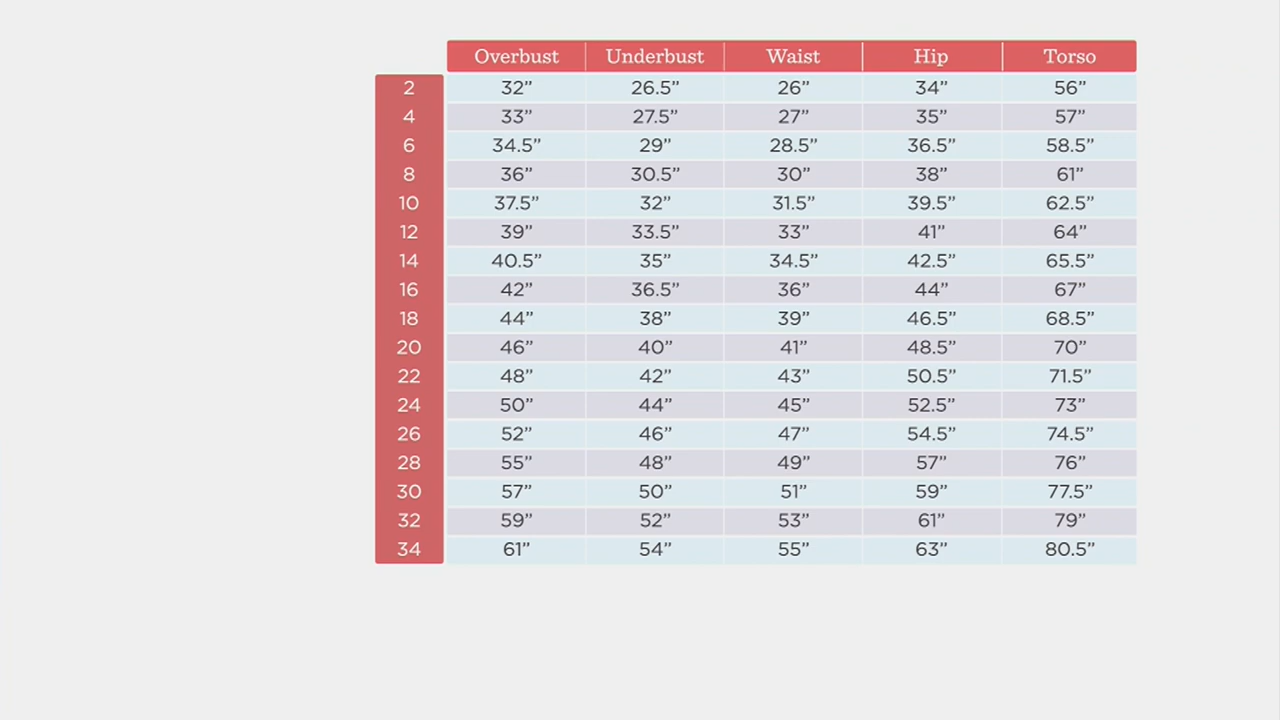 Overbust Underbust Waist Hip Torso
2 32” 26.5” 26” 34” 56”
4 33” 27.5” 27” 35” 57”
6 34.5” 29” 28.5” 36.5” 58.5”
8 36” 30.5” 30” 38” 61”
10 37.5” 32” 31.5” 39.5” 62.5”
12 39” 33.5” 33” 41” 64”
14 40.5” 35” 34.5” 42.5” 65.5”
16 42” 36.5” 36” 44” 67”
18 44” 38” 39” 46.5” 68.5”
20 46” 40” 41” 48.5” 70”
22 48” 42” 43” 50.5” 71.5”
24 50” 44” 45” 52.5” 73”
26 52” 46” 47” 54.5” 74.5”
28 55” 48” 49” 57” 76”
30 57” 50” 51” 59” 77.5”
32 59” 52” 53” 61” 79”
34 61” 54” 55” 63” 80.5”